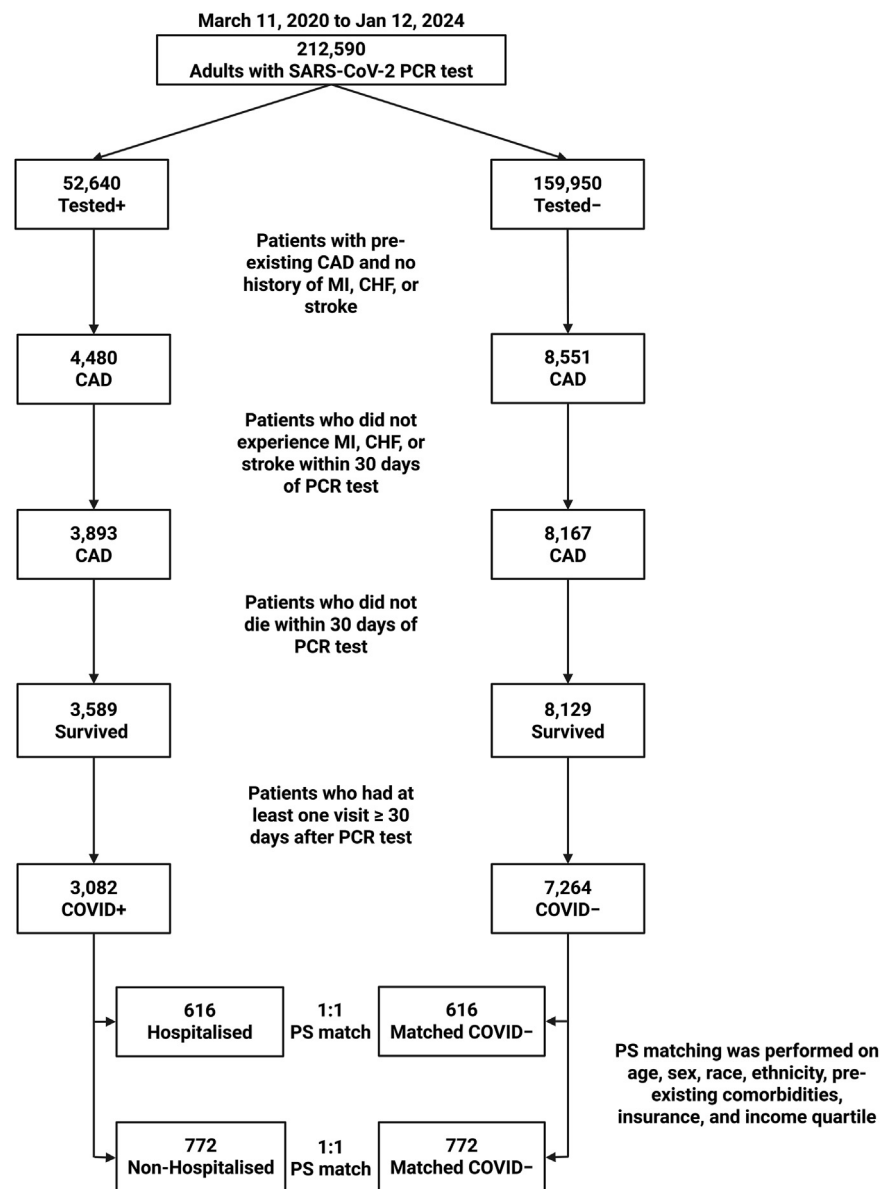 March 11, 2020 to Jan 12, 2024
212,590
Adults with SARS-CoV-2 PCR test
52,640
Tested+
159,950
Tested−
Patients with pre-
existing CAD and no
history of MI, CHF, or
stroke
4,480
CAD
8,551
CAD
Patients who did not
experience MI, CHF, or
stroke within 30 days
of PCR test
3,893
CAD
8,167
CAD
Patients who did not
die within 30 days of
PCR test
3,589
Survived
8,129
Survived
Patients who had at
least one visit ≥ 30
days after PCR test
3,082
COVID+
7,264
COVID−
616
Hospitalised
1:1
PS match
616
Matched COVID−
PS matching was performed on
age, sex, race, ethnicity, pre-
existing comorbidities,
insurance, and income quartile
772
Non-Hospitalised
1:1
PS match
772
Matched COVID−